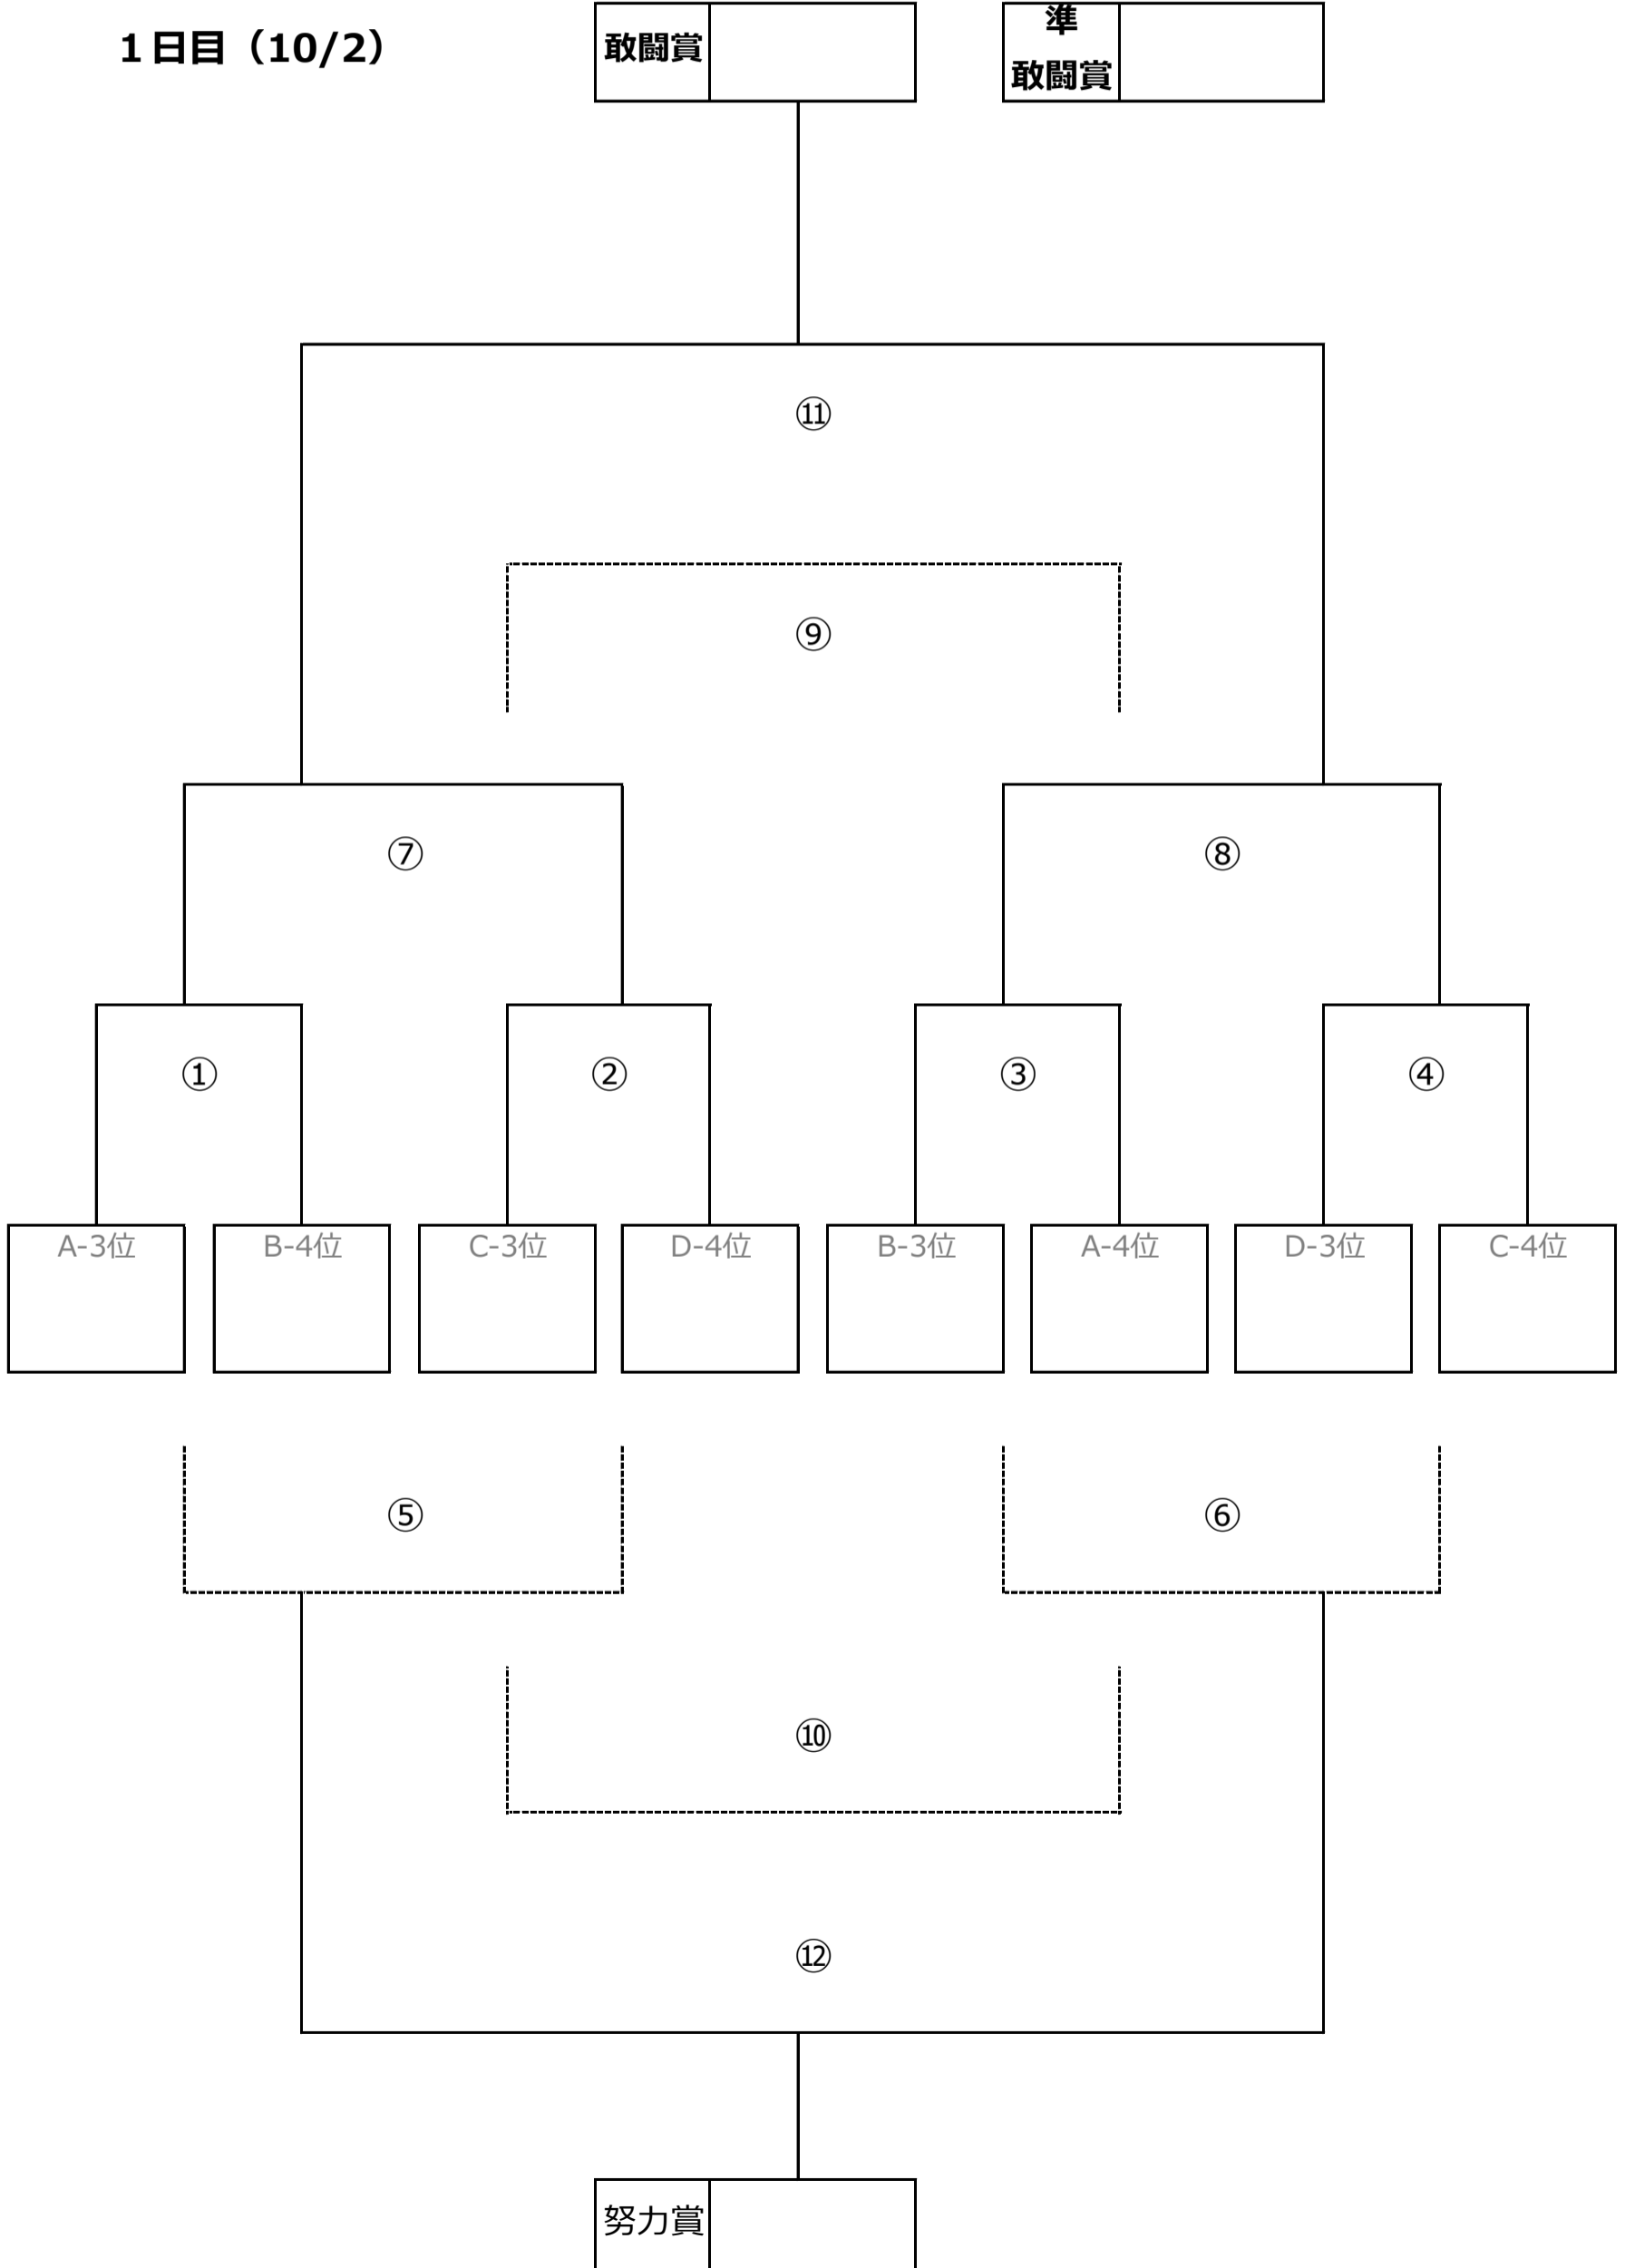 １日目（10/2）
敢闘賞
準
敢闘賞
⑪
⑨
⑦
⑧
①
②
③
④
A-3位
B-4位
C-3位
D-4位
B-3位
A-4位
D-3位
C-4位
⑤
⑥
⑩
⑫
努力賞